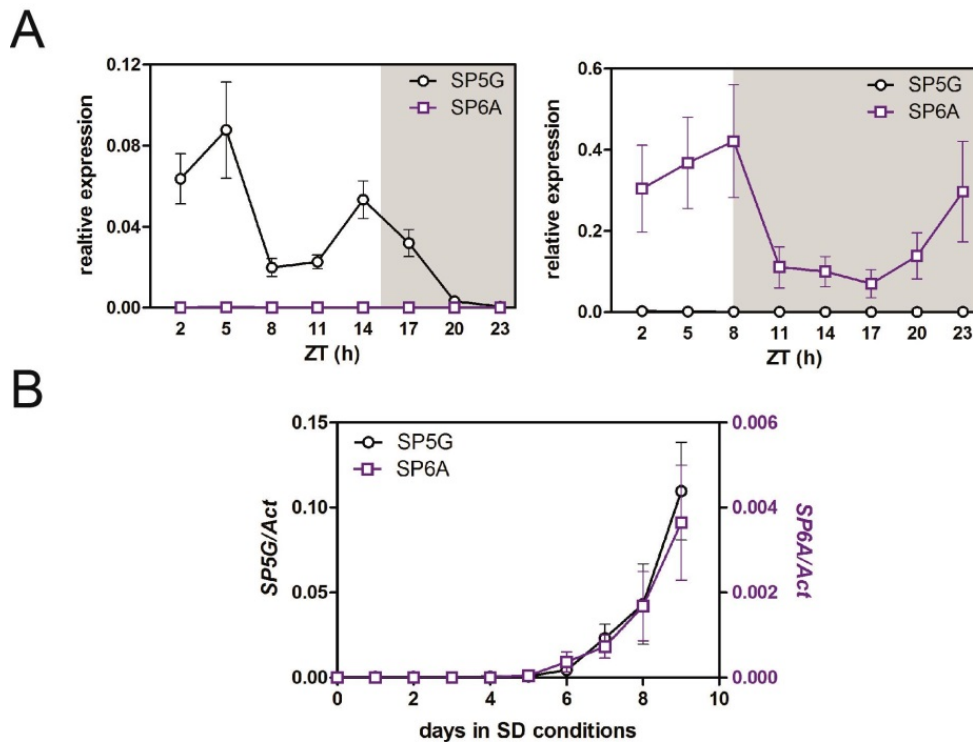 A
realtive expression
0.12
0.08
0.04
0.00
SP5G
SP6A
2 5 8 11 14 17 20 23
ZT (h)
relative expression
0.6
0.4
0.2
0.0
SP5G
SP6A
2 5 8 11 14 17 20 23
ZT (h)
B
SP5G/Act
0.15
0.10
0.05
0.00
SP5G
SP6A
0.006
0.004
0.002
0.000
SP6A/Act
0 2 4 6 8 10
days in SD conditions